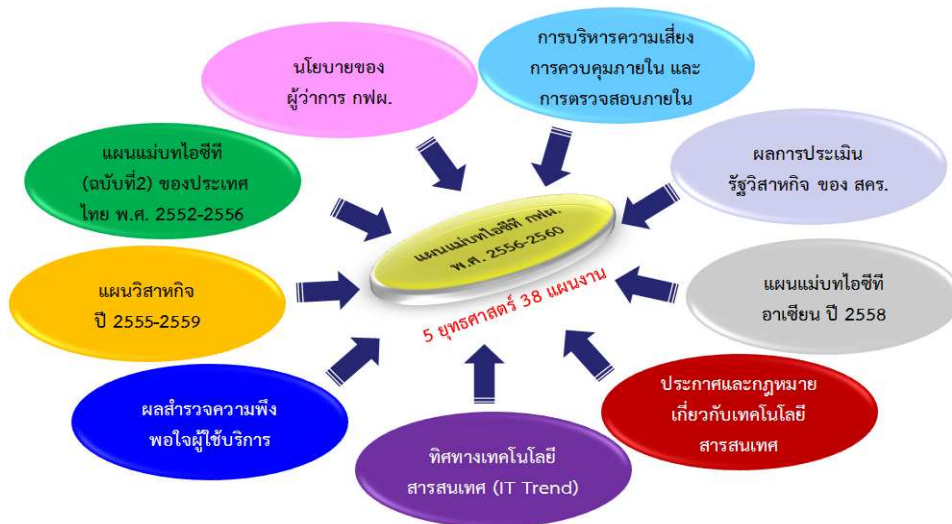 การบริหารความเสี่ยง
การควบคุมภายใน และ
การตรวจสอบภายใน
นโยบายของ
ผู้ว่าการ กฟผ.
แผนแม่บทไอซีที
(ฉบับที่2) ของประเทศ
ไทย พ.ศ. 2552-2556
ผลการประเมิน
รัฐวิสาหกิจ ของ สคร.
แผนแม่บทไอซีที กฟผ.
พ.ศ. 2556-2560
5 ยุทธศาสตร์ 38 แผนงาน
แผนวิสาหกิจ
ปี 2555-2559
แผนแม่บทไอซีที
อาเซียน ปี 2558
ผลสำรวจความพึง
พอใจผู้ใช้บริการ
ทิศทางเทคโนโลยี
สารสนเทศ (IT Trend)
ประกาศและกฎหมาย
เกี่ยวกับเทคโนโลยี
สารสนเทศ